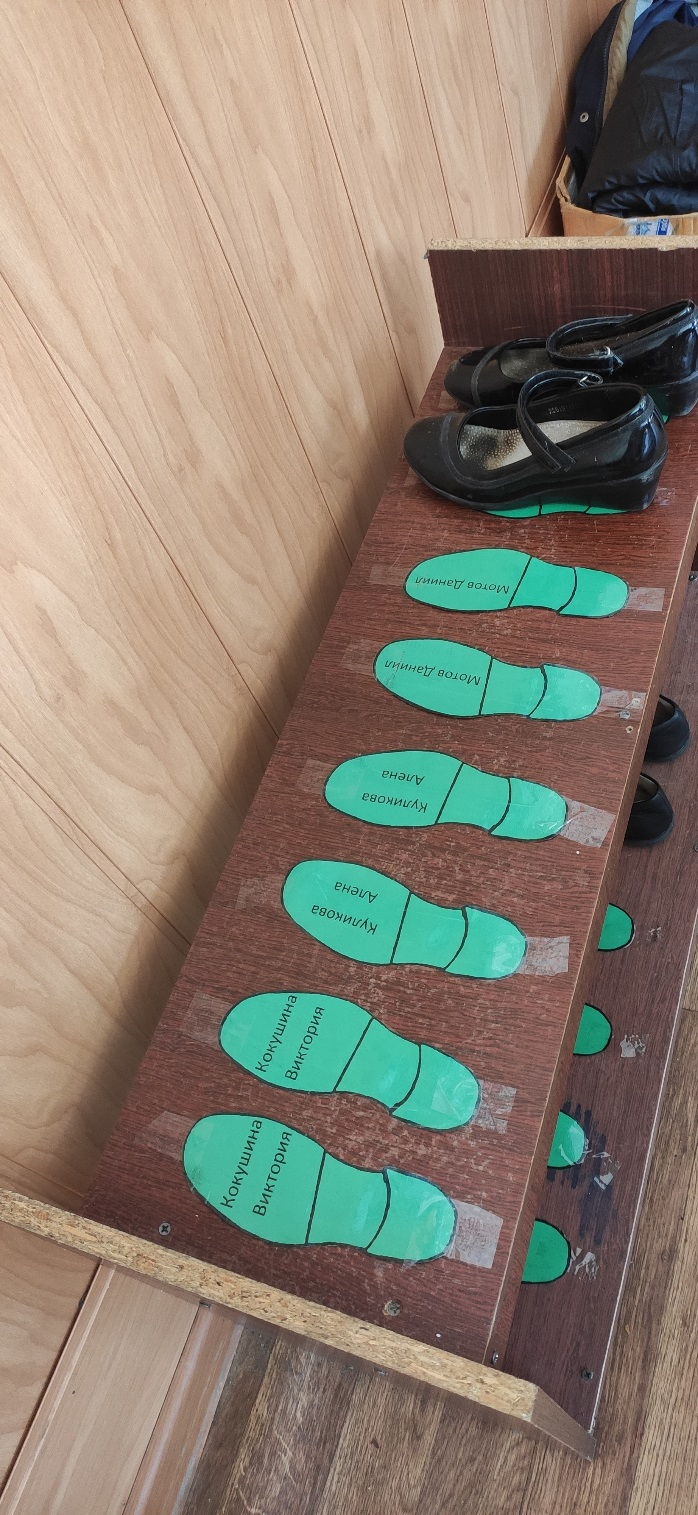 Мотов Даниил
Мотов Даниил
Куликова
Алена
Куликова
Алена
Кокушина
Виктория
Кокушина
Виктория